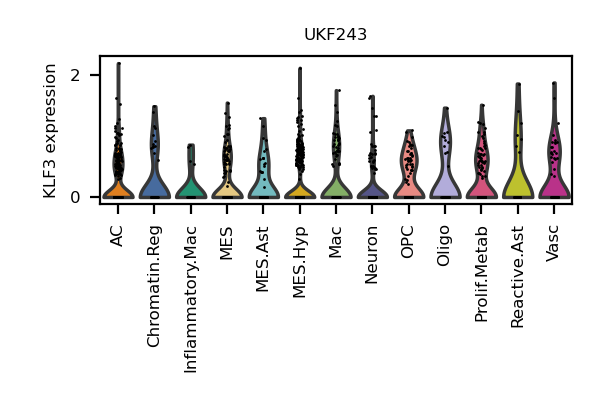 UKF243
KLF3 expression
2
0
AC
Chromatin.Reg
Inflammatory.Mac
MES
MES.Ast
MES.Hyp
Mac
Neuron
OPC
Oligo
Prolif.Metab
Reactive.Ast
Vasc